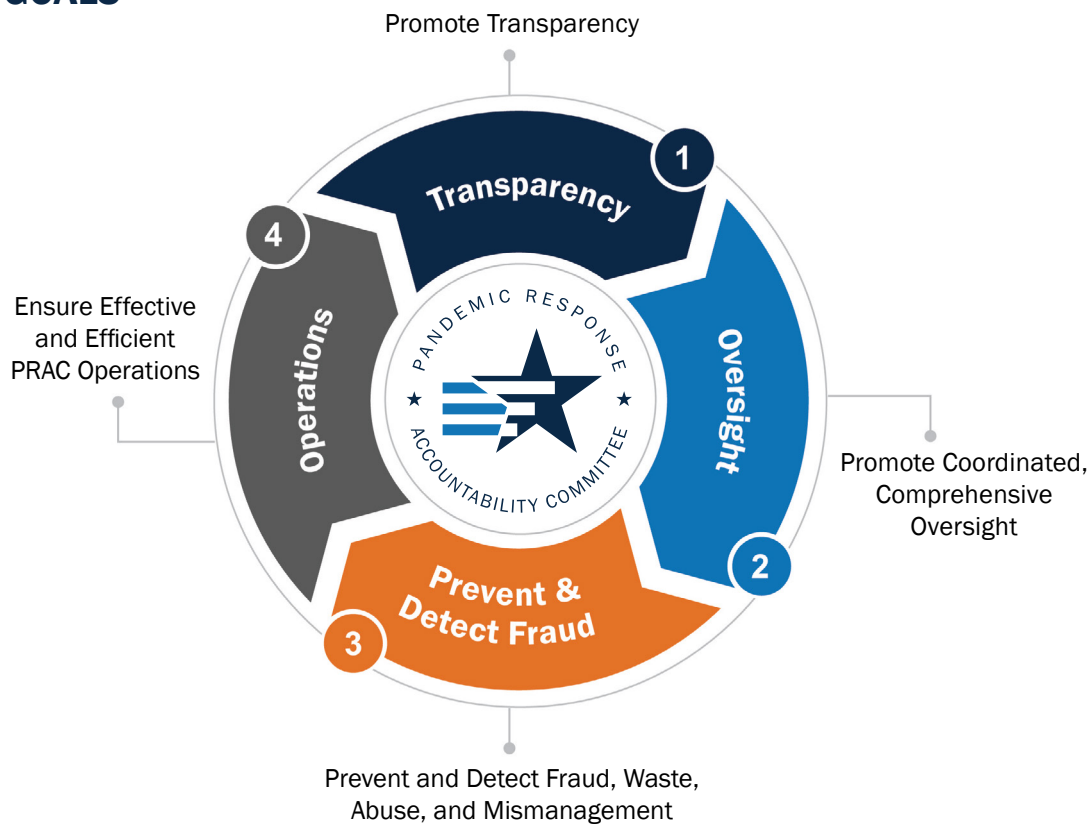 GOALS
Promote Transparency
1
Transparency
4
Ensure Effective
and Efficient
PRAC Operations
Operations
PANDEMIC RESPONSE
ACCOUNTABILITY COMMITTEE
Oversight
Promote Coordinated,
Comprehensive
Oversight
2
Prevent &
Detect Fraud
3
Prevent and Detect Fraud, Waste,
Abuse, and Mismanagement